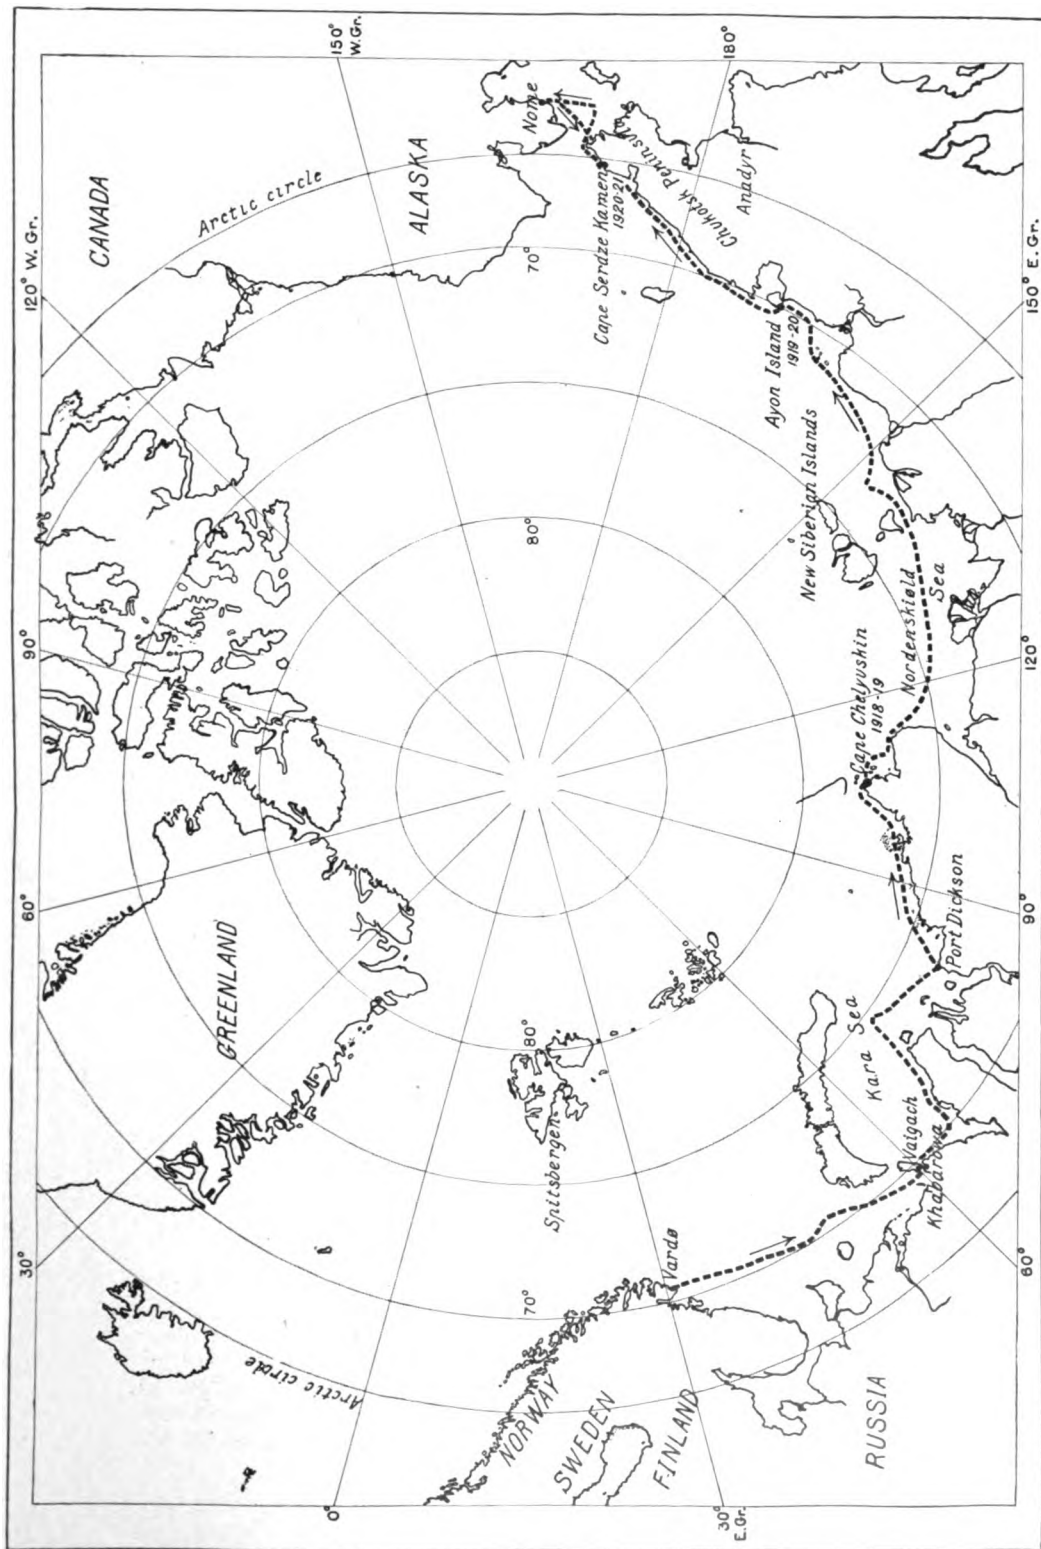 150°
W.Gr.
180°
120° W. Gr.
CANADA
Arctic circle
ALASKA
Nome
Cape Serdze Kamen
1920-21
Chukotsk Peninsu
Anadyr
70°
150° E. Gr.
Ayon Island
1919-20
New Siberian Islands
80°
90°
Nordenskiøld
Sea
120°
Cape Chelyuskin
1918-19
60°
GREENLAND
90°
Port Dickson
Kara Sea
80°
Spitsbergen
Vaigach
Khabarowa
30°
Vardø
60°
70°
Arctic circle
NORWAY
SWEDEN
FINLAND
RUSSIA
0°
30°
E.Gr.